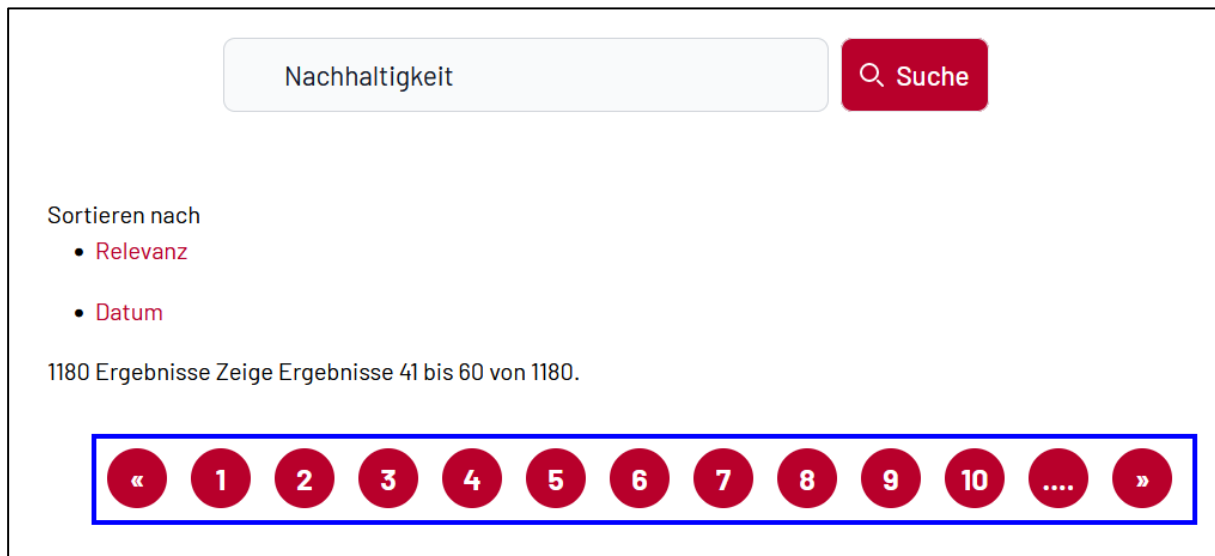 Nachhaltigkeit
Suche
Sortieren nach
• Relevanz
• Datum
1180 Ergebnisse Zeige Ergebnisse 41 bis 60 von 1180.
« 1 2 3 4 5 6 7 8 9 10 .... »